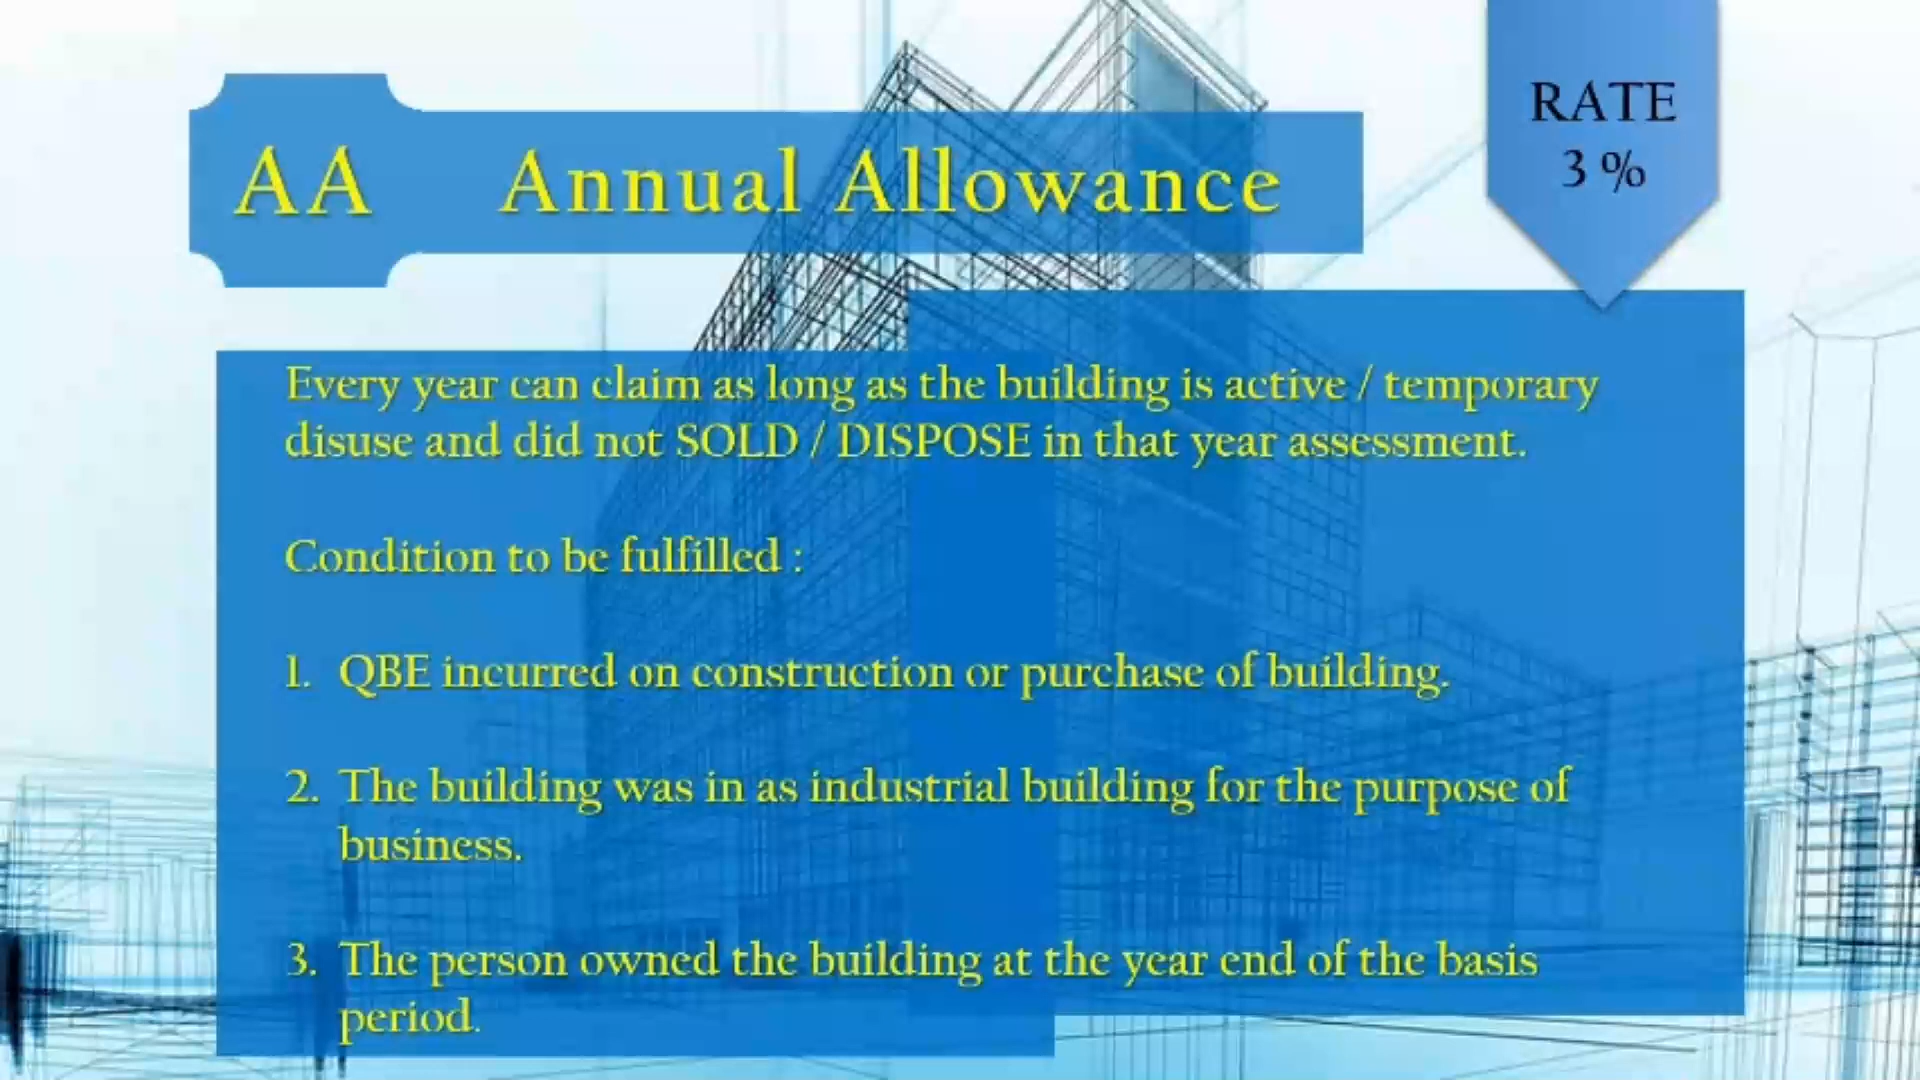 AA Annual Allowance
RATE
3 %
Every year can claim as long as the building is active / temporary
disuse and did not SOLD / DISPOSE in that year assessment.
Condition to be fulfilled :
1. QBE incurred on construction or purchase of building.
2. The building was in as industrial building for the purpose of
business.
3. The person owned the building at the year end of the basis
period.